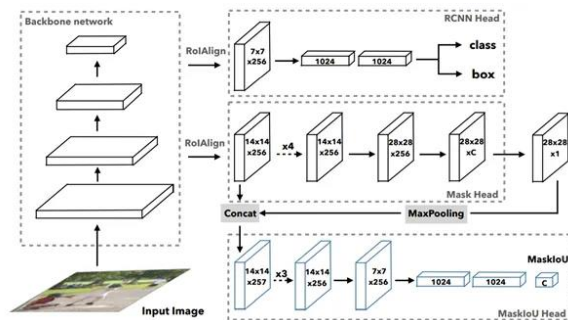 Backbone network
RCNN Head
RoIAlign
7x7
x256
1024
1024
class
box
RoIAlign
14x14
x256
x4
14x14
x256
28x28
x256
28x28
xC
28x28
x1
Mask Head
Concat
MaxPooling
14x14
x257
x3
14x14
x256
7x7
x256
1024
1024
C
MaskIoU
MaskIoU Head
Input Image